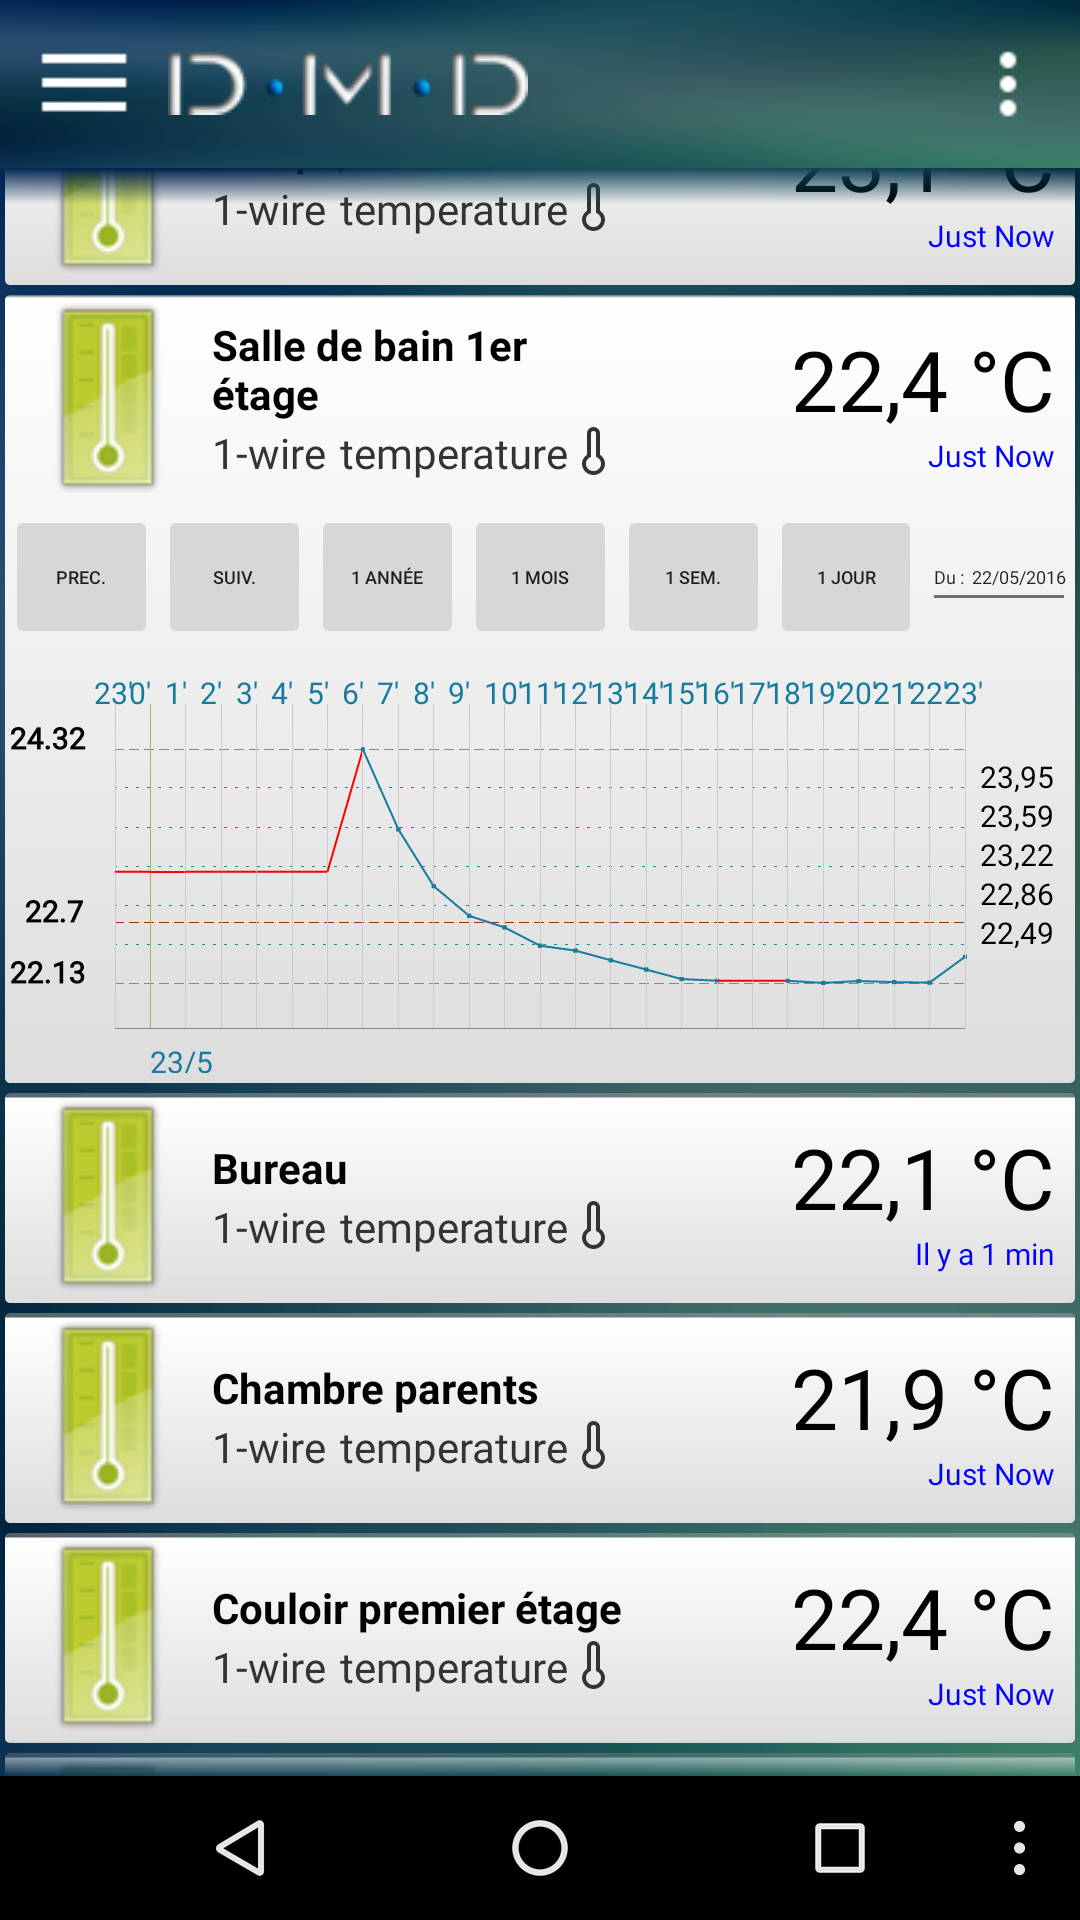 D·M·D
1-wire temperature
Just Now
Salle de bain 1er
étage
22,4 °C
1-wire temperature
Just Now
PREC.
SUIV.
1 ANNÉE
1 MOIS
1 SEM.
1 JOUR
Du : 22/05/2016
23' 0' 1' 2' 3' 4' 5' 6' 7' 8' 9' 10' 11' 12' 13' 14' 15' 16' 17' 18' 19' 20' 21' 22' 23'
24.32
23,95
23,59
23,22
22,86
22.7
22,49
22.13
23/5
Bureau
22,1 °C
1-wire temperature
Il y a 1 min
Chambre parents
21,9 °C
1-wire temperature
Just Now
Couloir premier étage
22,4 °C
1-wire temperature
Just Now